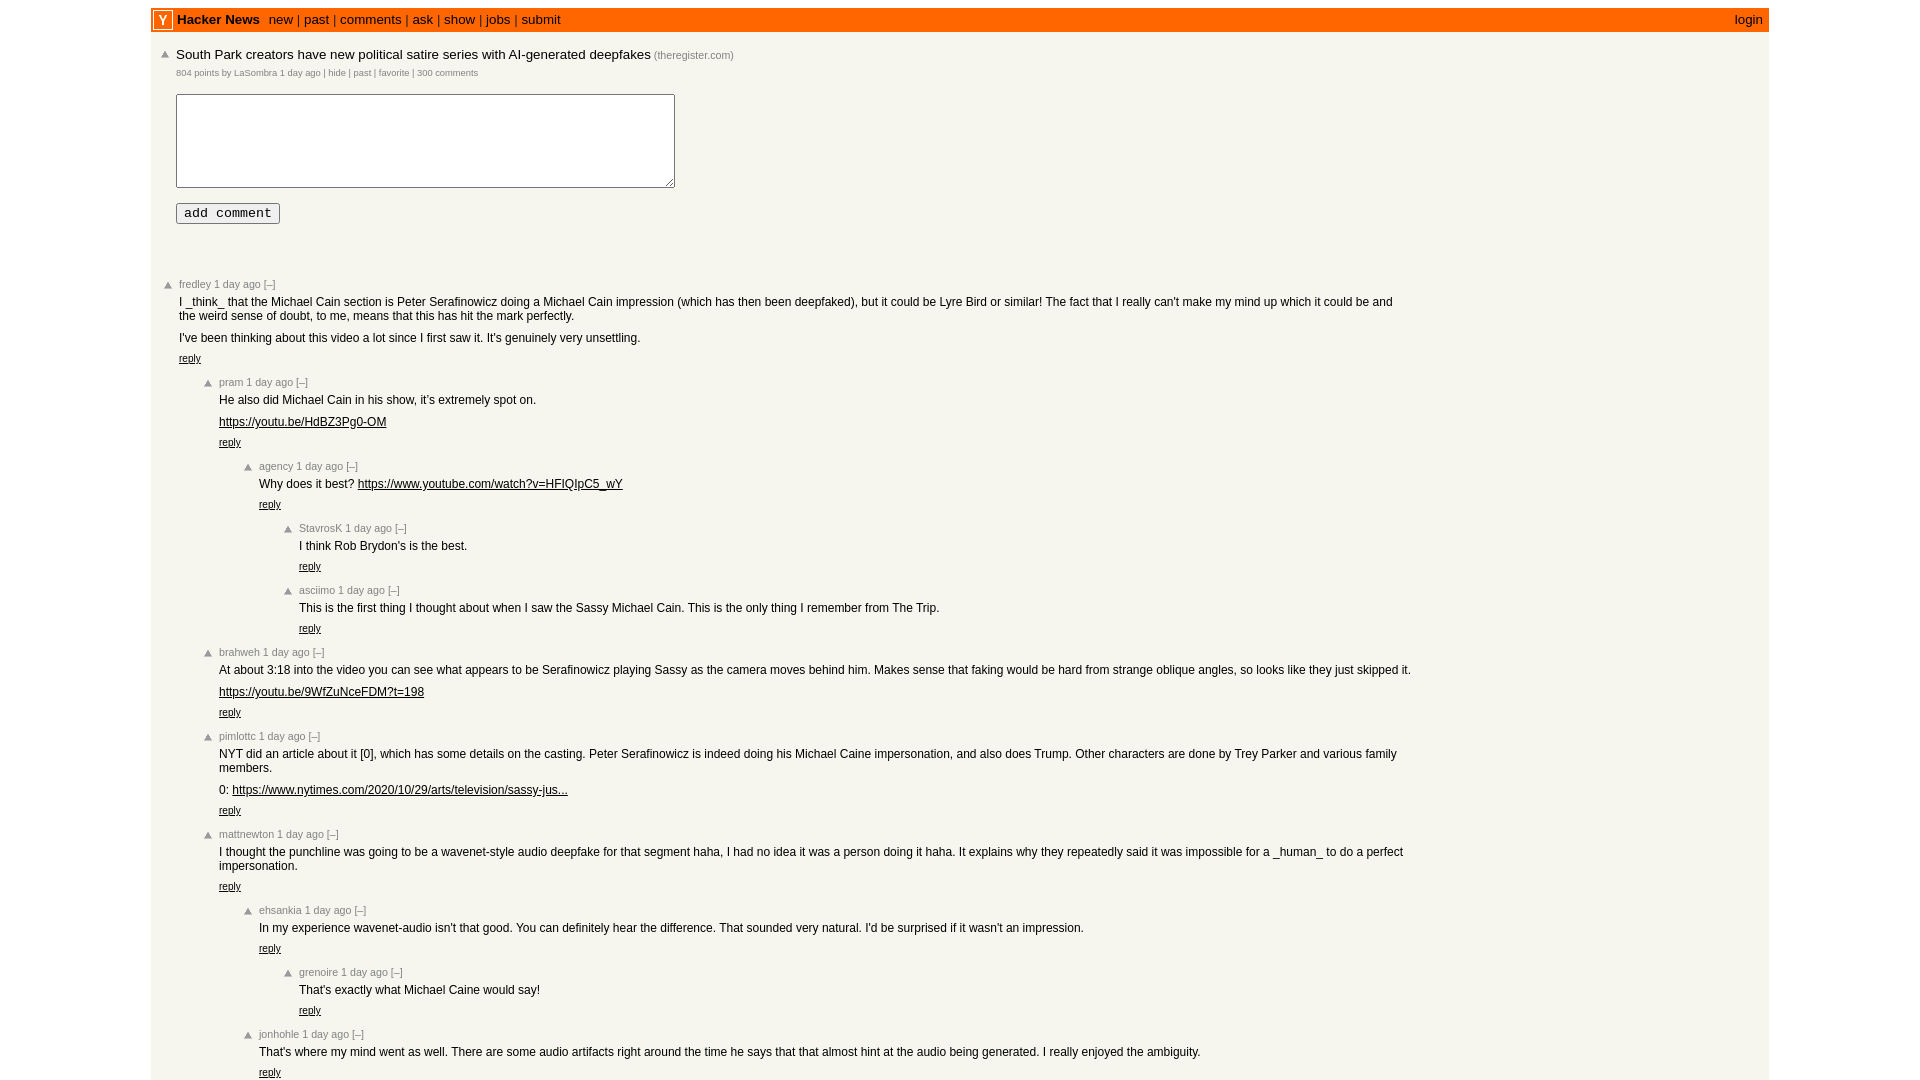 Y Hacker News new | past | comments | ask | show | jobs | submit login
South Park creators have new political satire series with AI-generated deepfakes (theregister.com)
804 points by LaSombra 1 day ago | hide | past | favorite | 300 comments
add comment
fredley 1 day ago [–]
I _think_ that the Michael Cain section is Peter Serafinowicz doing a Michael Cain impression (which has then been deepfaked), but it could be Lyre Bird or similar! The fact that I really can't make my mind up which it could be and
the weird sense of doubt, to me, means that this has hit the mark perfectly.
I've been thinking about this video a lot since I first saw it. It's genuinely very unsettling.
reply
pram 1 day ago [–]
He also did Michael Cain in his show, it's extremely spot on.
https://youtu.be/HdBZ3Pg0-OM
reply
agency 1 day ago [–]
Why does it best? https://www.youtube.com/watch?v=HFIQIpC5_wY
reply
StavrosK 1 day ago [–]
I think Rob Brydon's is the best.
reply
asciimo 1 day ago [–]
This is the first thing I thought about when I saw the Sassy Michael Cain. This is the only thing I remember from The Trip.
reply
brahweh 1 day ago [–]
At about 3:18 into the video you can see what appears to be Serafinowicz playing Sassy as the camera moves behind him. Makes sense that faking would be hard from strange oblique angles, so looks like they just skipped it.
https://youtu.be/9WfZuNceFDM?t=198
reply
pimlottc 1 day ago [–]
NYT did an article about it [0], which has some details on the casting. Peter Serafinowicz is indeed doing his Michael Caine impersonation, and also does Trump. Other characters are done by Trey Parker and various family
members.
0: https://www.nytimes.com/2020/10/29/arts/television/sassy-jus...
reply
mattnewton 1 day ago [–]
I thought the punchline was going to be a wavenet-style audio deepfake for that segment haha, I had no idea it was a person doing it haha. It explains why they repeatedly said it was impossible for a _human_ to do a perfect
impersonation.
reply
ehsankia 1 day ago [–]
In my experience wavenet-audio isn't that good. You can definitely hear the difference. That sounded very natural. I'd be surprised if it wasn't an impression.
reply
grenoire 1 day ago [–]
That's exactly what Michael Caine would say!
reply
jonhohle 1 day ago [–]
That's where my mind went as well. There are some audio artifacts right around the time he says that that almost hint at the audio being generated. I really enjoyed the ambiguity.
reply